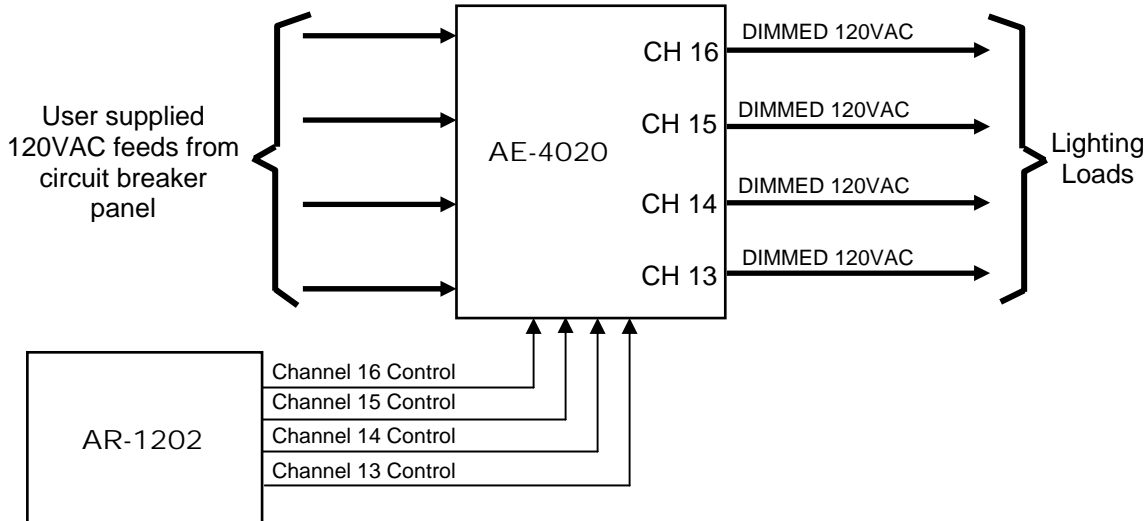 User supplied
120VAC feeds from
circuit breaker
panel
AE-4020
CH 16
CH 15
CH 14
CH 13
DIMMED 120VAC
DIMMED 120VAC
DIMMED 120VAC
DIMMED 120VAC
Lighting
Loads
AR-1202
Channel 16 Control
Channel 15 Control
Channel 14 Control
Channel 13 Control